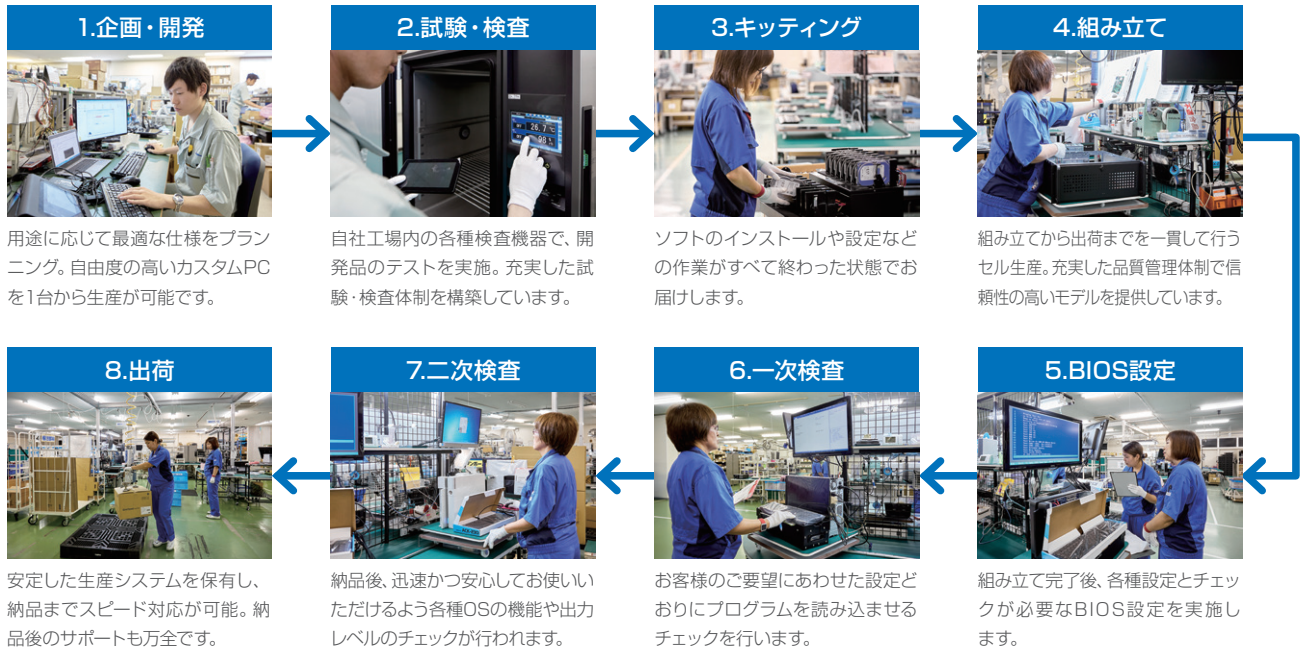 1.企画・開発
用途に応じて最適な仕様をプラン
ニング。自由度の高いカスタムPC
を1台から生産が可能です。
2.試験・検査
26.7
自社工場内の各種検査機器で、開
発品のテストを実施。充実した試
験・検査体制を構築しています。
3.キッティング
ソフトのインストールや設定など
の作業がすべて終わった状態でお
届けします。
4.組み立て
組み立てから出荷までを一貫して行う
セル生産。充実した品質管理体制で信
頼性の高いモデルを提供しています。
5.BIOS設定
組み立て完了後、各種設定とチェッ
クが必要なBIOS設定を実施し
ます。
6.一次検査
お客様のご要望にあわせた設定ど
おりにプログラムを読み込ませる
チェックを行います。
7.二次検査
納品後、迅速かつ安心してお使いい
ただけるよう各種OSの機能や出力
レベルのチェックが行われます。
8.出荷
安定した生産システムを保有し、
納品までスピード対応が可能。納
品後のサポートも万全です。